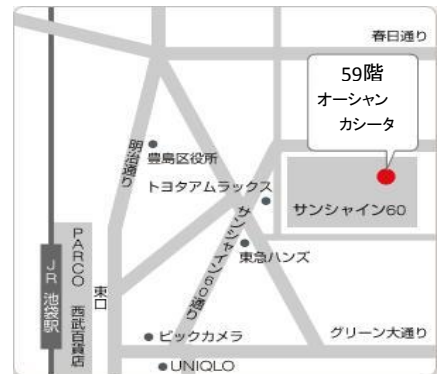 春日通り
59階
オーシャン
カシータ
明治通り
豊島区役所
トヨタアムラックス
サンシャイン60
サンシャイン60通り
東急ハンズ
PARCO 西武百貨店
JR 池袋駅
東口
ビックカメラ
グリーン大通り
UNIQLO